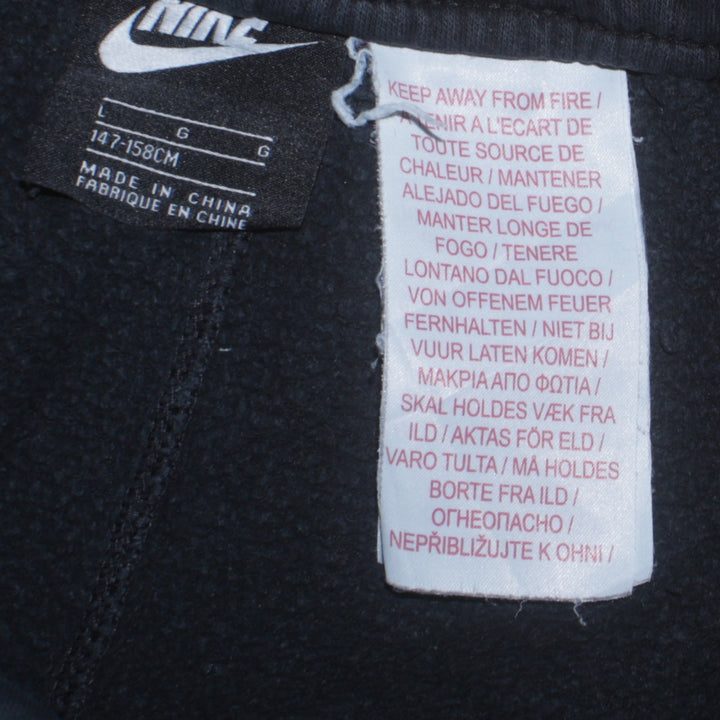 NIKE
L G G
147-158CM
MADE IN CHINA
FABRIQUE EN CHINE
KEEP AWAY FROM FIRE /
A TENIR A L'ECART DE
TOUTE SOURCE DE
CHALEUR / MANTENER
ALEJADO DEL FUEGO /
MANTER LONGE DE
FOGO / TENERE
LONTANO DAL FUOCO /
VON OFFENEM FEUER
FERNHALTEN / NIET BIJ
VUUR LATEN KOMEN /
ΜΑΚΡΙΑ ΑΠΟ ΦΩΤΙΑ /
SKAL HOLDES VÆK FRA
ILD / AKTAS FÖR ELD /
VARO TULTA / MÅ HOLDES
BORTE FRA ILD /
ОГНЕОПАСНО /
NEPŘIBLIŽUJTE K OHNI /